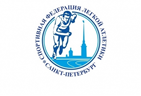 СПОРТИВНАЯ ФЕДЕРАЦИЯ ЛЕГКОЙ АТЛЕТИКИ
САНКТ-ПЕТЕРБУРГ